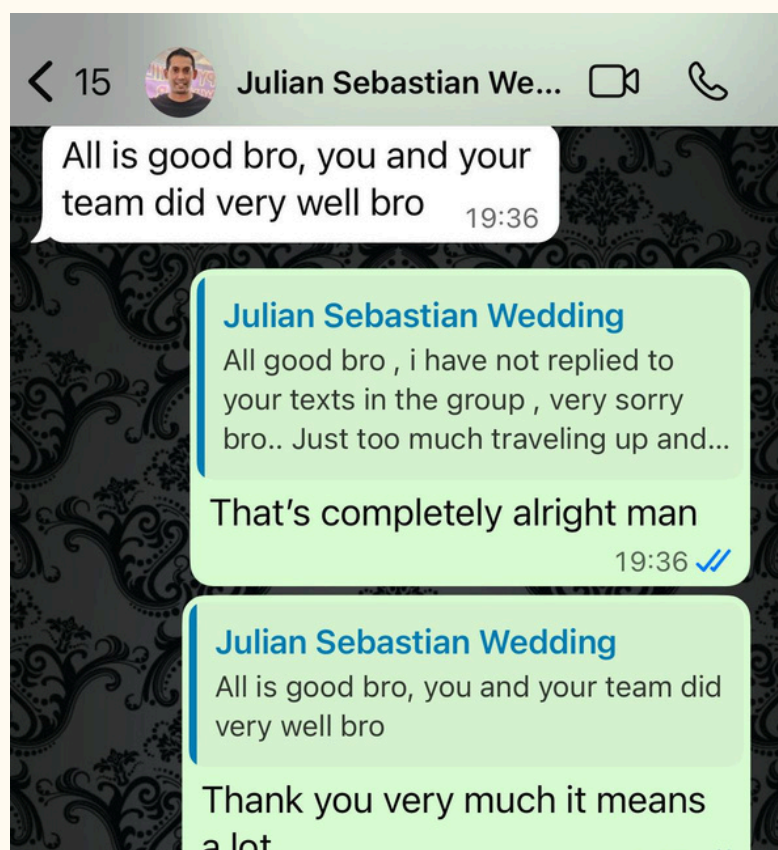 15
Julian Sebastian We...
All is good bro, you and your
team did very well bro
19:36
Julian Sebastian Wedding
All good bro , i have not replied to
your texts in the group , very sorry
bro.. Just too much traveling up and...
That’s completely alright man
19:36
Julian Sebastian Wedding
All is good bro, you and your team did
very well bro
Thank you very much it means
a lot